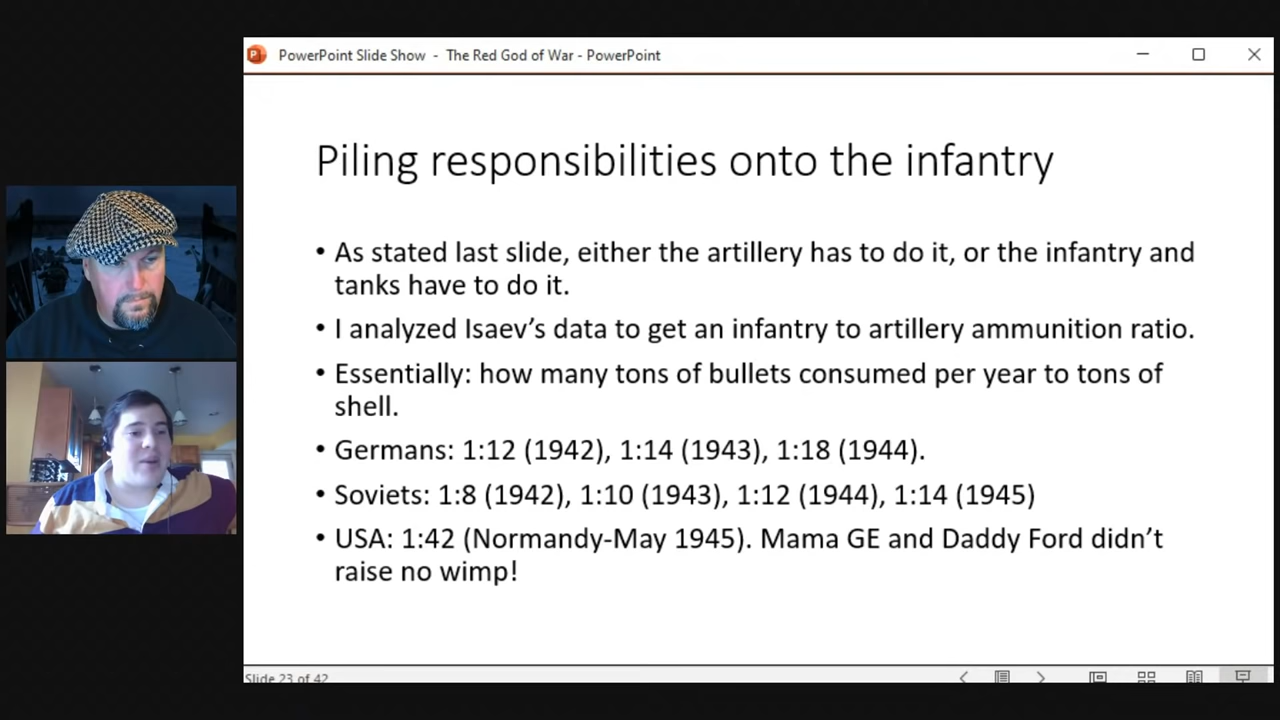 PowerPoint Slide Show - The Red God of War - PowerPoint
Piling responsibilities onto the infantry
• As stated last slide, either the artillery has to do it, or the infantry and
tanks have to do it.
• I analyzed Isaev's data to get an infantry to artillery ammunition ratio.
• Essentially: how many tons of bullets consumed per year to tons of
shell.
• Germans: 1:12 (1942), 1:14 (1943), 1:18 (1944).
• Soviets: 1:8 (1942), 1:10 (1943), 1:12 (1944), 1:14 (1945)
• USA: 1:42 (Normandy-May 1945). Mama GE and Daddy Ford didn't
raise no wimp!
Slide 23 of 42